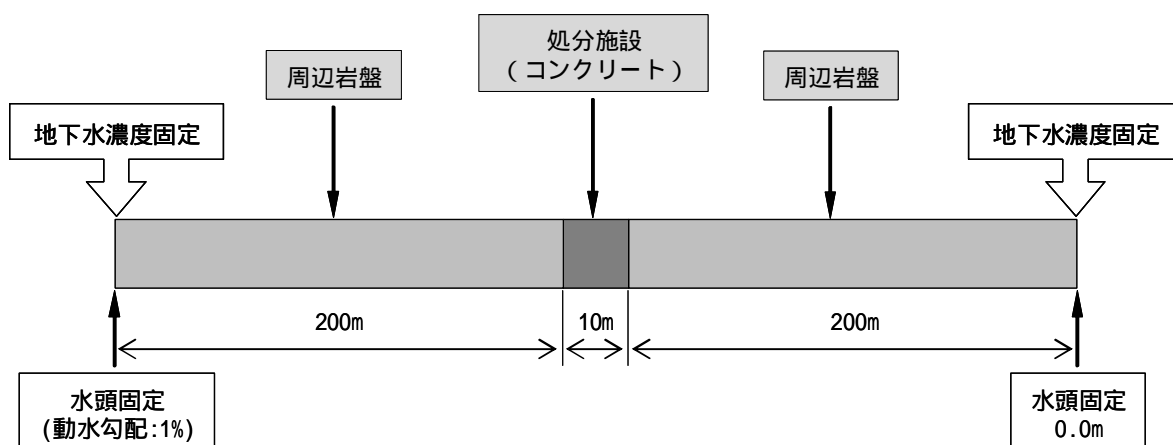 処分施設
（コンクリート）
周辺岩盤
周辺岩盤
地下水濃度固定
地下水濃度固定
200m
10m
200m
水頭固定
(動水勾配:1%)
水頭固定
0.0m